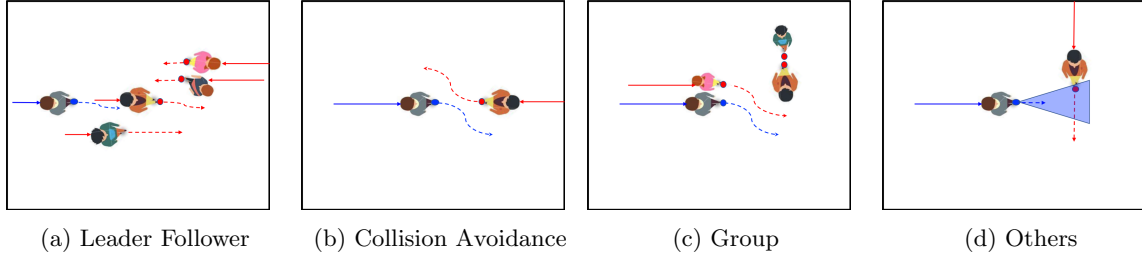 (a) Leader Follower
(b) Collision Avoidance
(c) Group
(d) Others